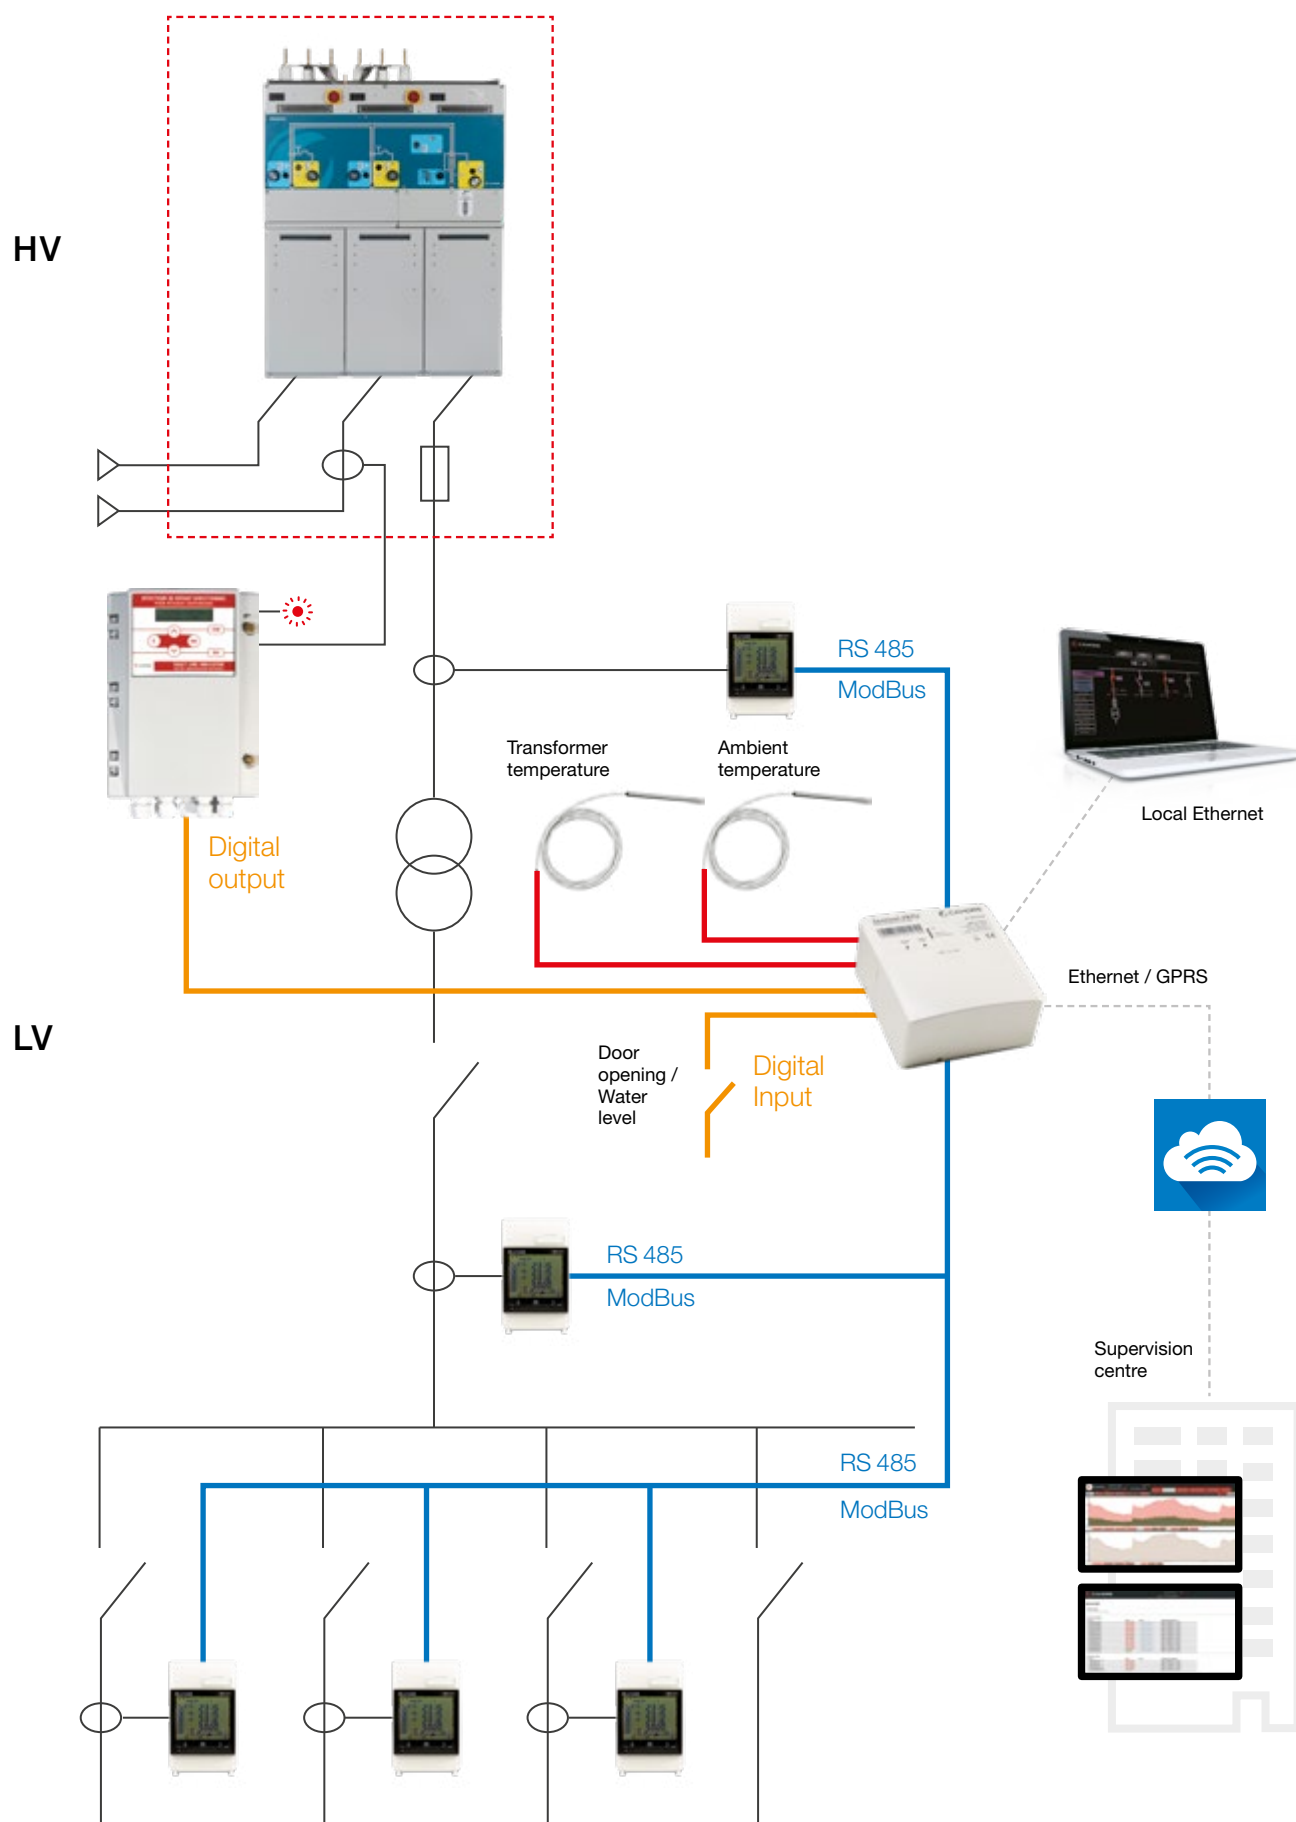 HV
RS 485
ModBus
Transformer
temperature
Ambient
temperature
Local Ethernet
Digital
output
Ethernet / GPRS
LV
Door
opening /
Water
level
Digital
Input
RS 485
ModBus
Supervision
centre
RS 485
ModBus